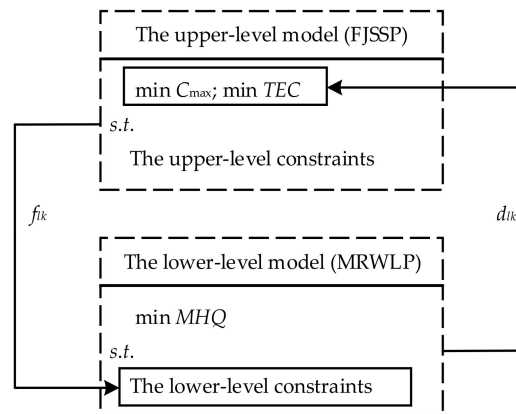 The upper-level model (FJSSP)
min Cmax; min TEC
s.t.
The upper-level constraints
flk
dlk
The lower-level model (MRWLP)
min MHQ
s.t.
The lower-level constraints